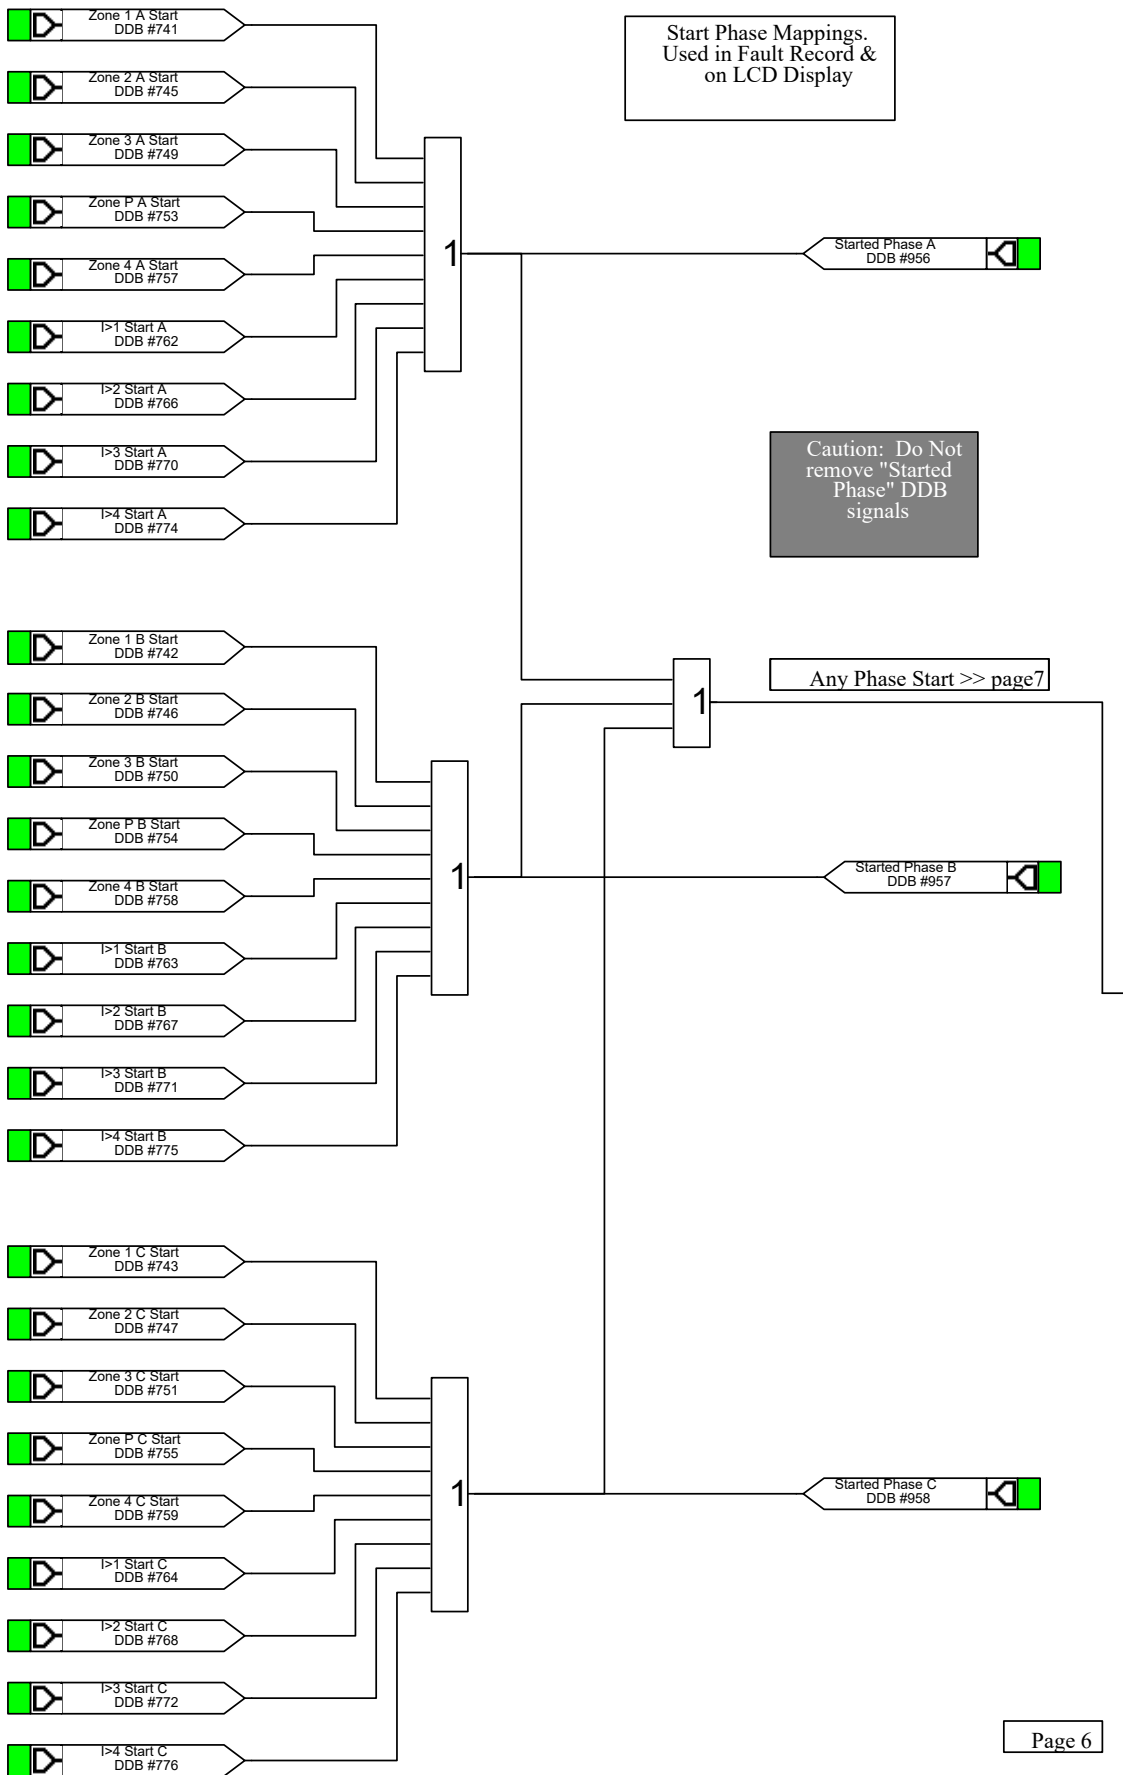 Zone 1 A Start
DDB #741
Zone 2 A Start
DDB #745
Zone 3 A Start
DDB #749
Zone P A Start
DDB #753
Zone 4 A Start
DDB #757
I>1 Start A
DDB #762
I>2 Start A
DDB #766
I>3 Start A
DDB #770
I>4 Start A
DDB #774
1
Start Phase Mappings.
Used in Fault Record &
on LCD Display
Started Phase A
DDB #956
Caution: Do Not
remove "Started
Phase" DDB
signals
Zone 1 B Start
DDB #742
Zone 2 B Start
DDB #746
Zone 3 B Start
DDB #750
Zone P B Start
DDB #754
Zone 4 B Start
DDB #758
I>1 Start B
DDB #763
I>2 Start B
DDB #767
I>3 Start B
DDB #771
I>4 Start B
DDB #775
1
1
Any Phase Start >> page7
Started Phase B
DDB #957
Zone 1 C Start
DDB #743
Zone 2 C Start
DDB #747
Zone 3 C Start
DDB #751
Zone P C Start
DDB #755
Zone 4 C Start
DDB #759
I>1 Start C
DDB #764
I>2 Start C
DDB #768
I>3 Start C
DDB #772
I>4 Start C
DDB #776
1
Started Phase C
DDB #958
Page 6